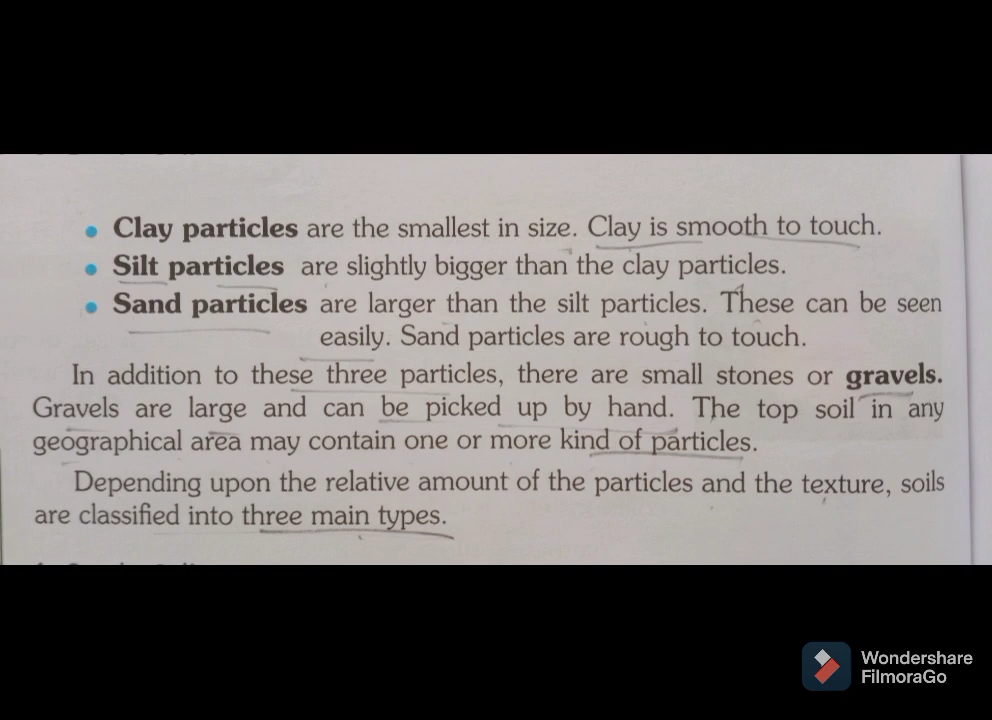 • Clay particles are the smallest in size. Clay is smooth to touch.
• Silt particles are slightly bigger than the clay particles.
• Sand particles are larger than the silt particles. These can be seen
easily. Sand particles are rough to touch.
In addition to these three particles, there are small stones or gravels.
Gravels are large and can be picked up by hand. The top soil in any
geographical area may contain one or more kind of particles.
Depending upon the relative amount of the particles and the texture, soils
are classified into three main types.
Wondershare
FilmoraGo